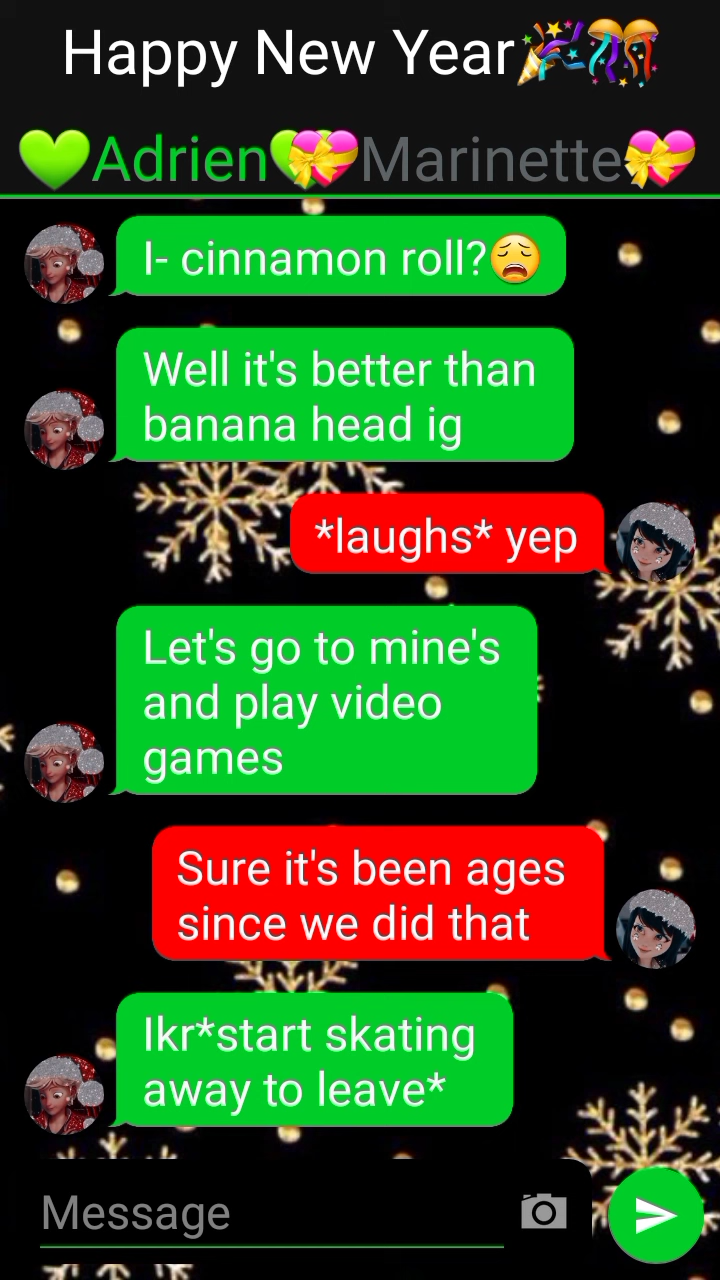 Happy New Year🎉🎊
💚Adrien💚💝Marinette💝
I- cinnamon roll?😩
Well it's better than
banana head ig
*laughs* yep
Let's go to mine's
and play video
games
Sure it's been ages
since we did that
Ikr*start skating
away to leave*
Message